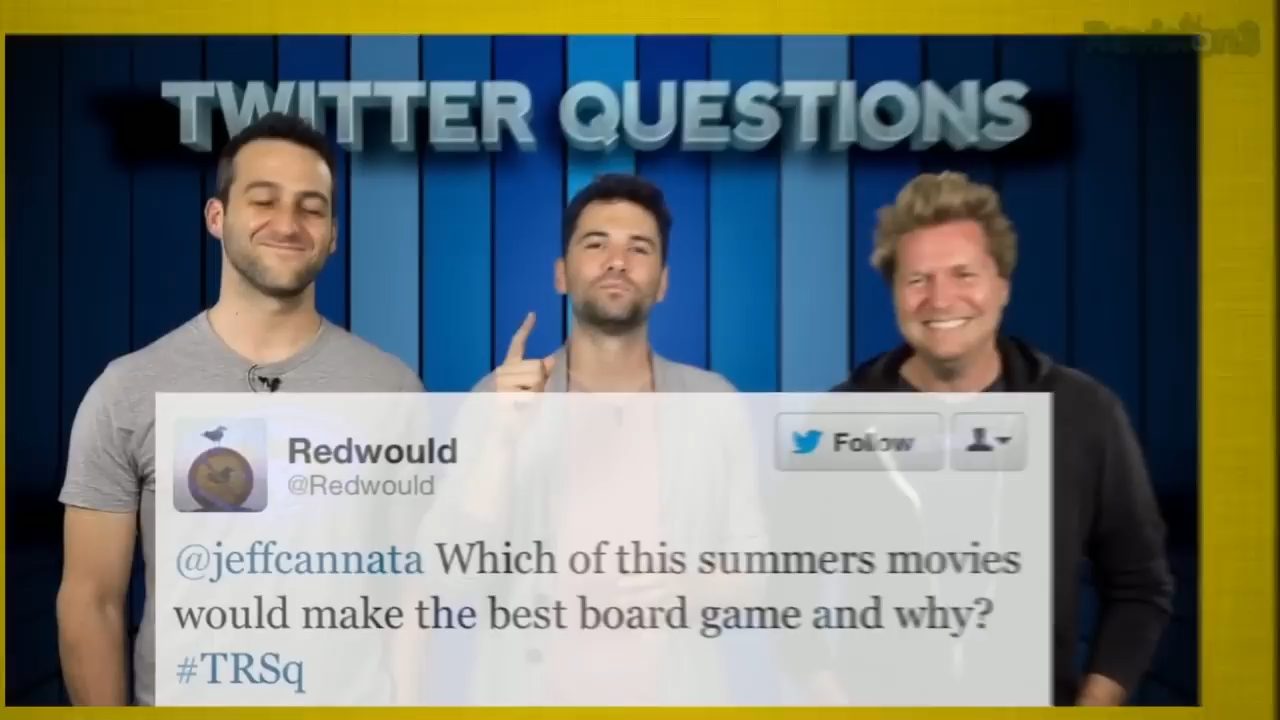 Revision3
TWITTER QUESTIONS
Redwould
@Redwould
Follow
@jeffcannata Which of this summers movies
would make the best board game and why?
#TRSq